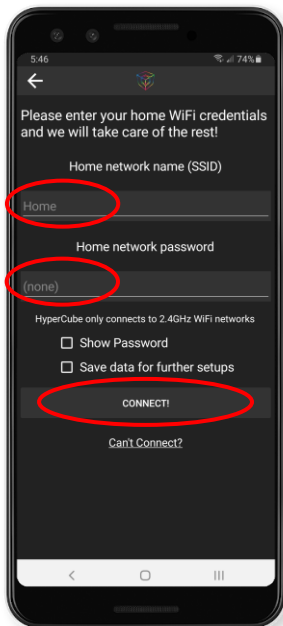 5:46
74%
Please enter your home WiFi credentials
and we will take care of the rest!
Home network name (SSID)
Home
Home network password
(none)
HyperCube only connects to 2.4GHz WiFi networks
Show Password
Save data for further setups
CONNECT!
Can't Connect?